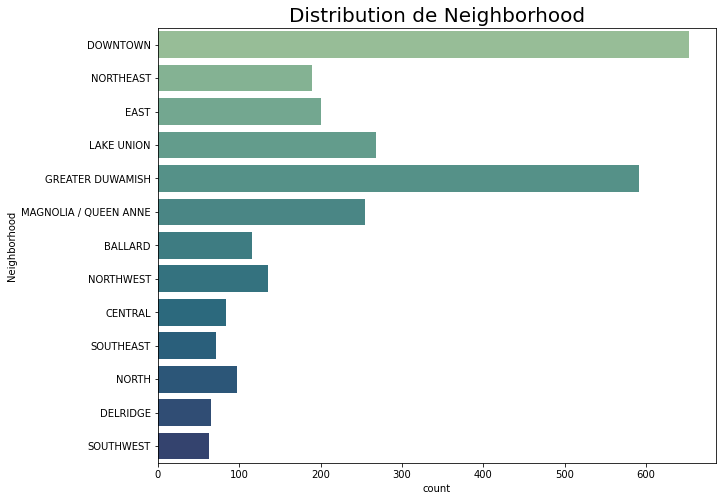 Distribution de Neighborhood
DOWNTOWN
NORTHEAST
EAST
LAKE UNION
GREATER DUWAMISH
MAGNOLIA / QUEEN ANNE
BALLARD
NORTHWEST
CENTRAL
SOUTHEAST
NORTH
DELRIDGE
SOUTHWEST
Neighborhood
0 100 200 300 400 500 600
count